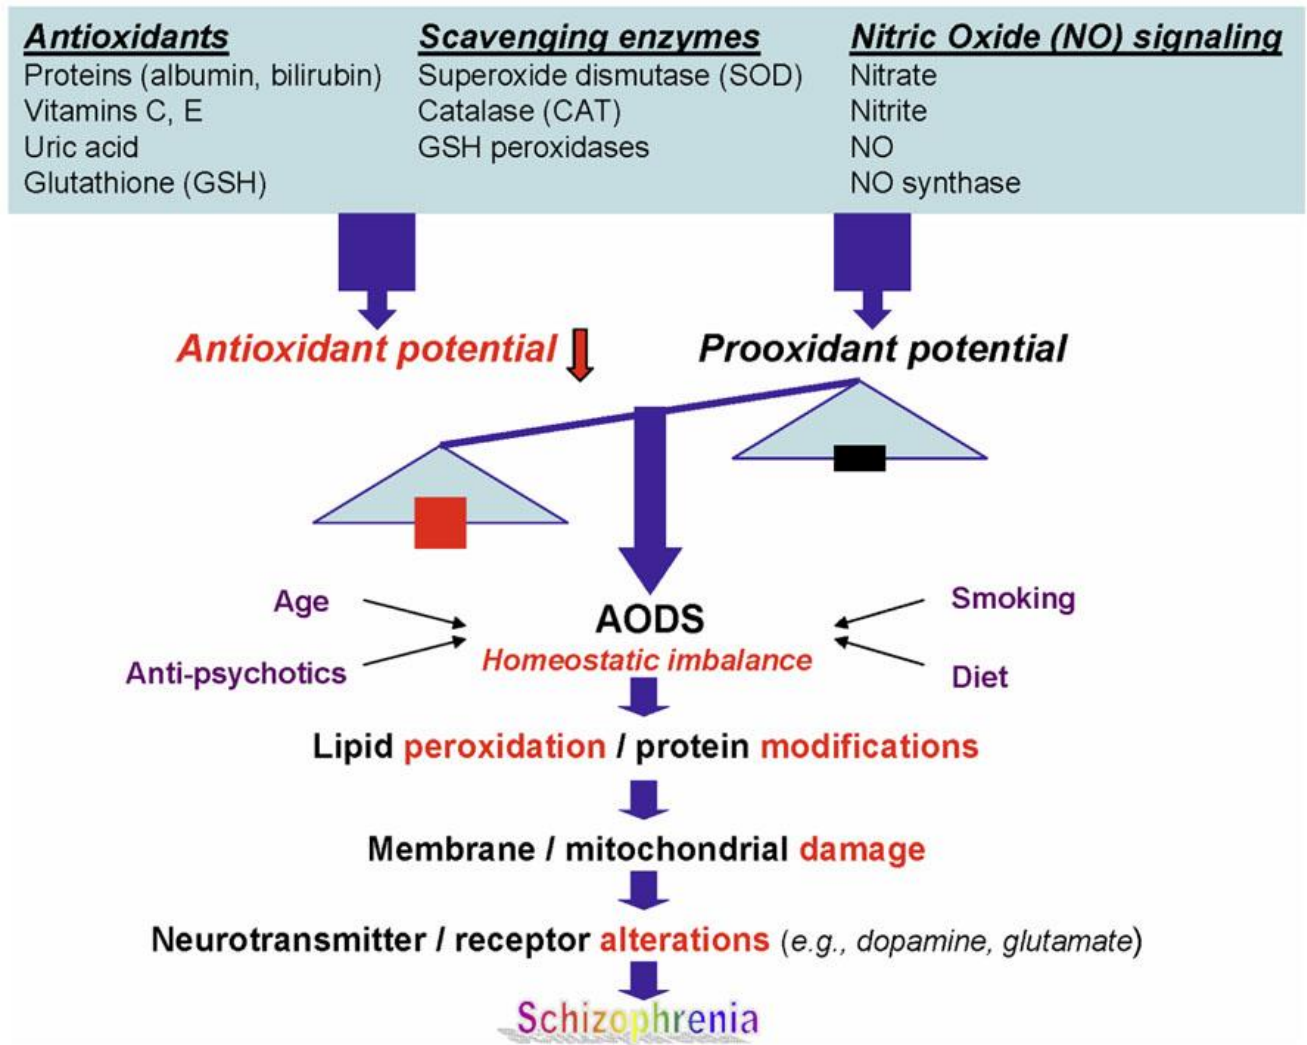 Antioxidants
Proteins (albumin, bilirubin)
Vitamins C, E
Uric acid
Glutathione (GSH)
Scavenging enzymes
Superoxide dismutase (SOD)
Catalase (CAT)
GSH peroxidases
Nitric Oxide (NO) signaling
Nitrate
Nitrite
NO
NO synthase
Antioxidant potential
Prooxidant potential
Age
Anti-psychotics
AODS
Homeostatic imbalance
Smoking
Diet
Lipid peroxidation / protein modifications
Membrane / mitochondrial damage
Neurotransmitter / receptor alterations (e.g., dopamine, glutamate)
Schizophrenia